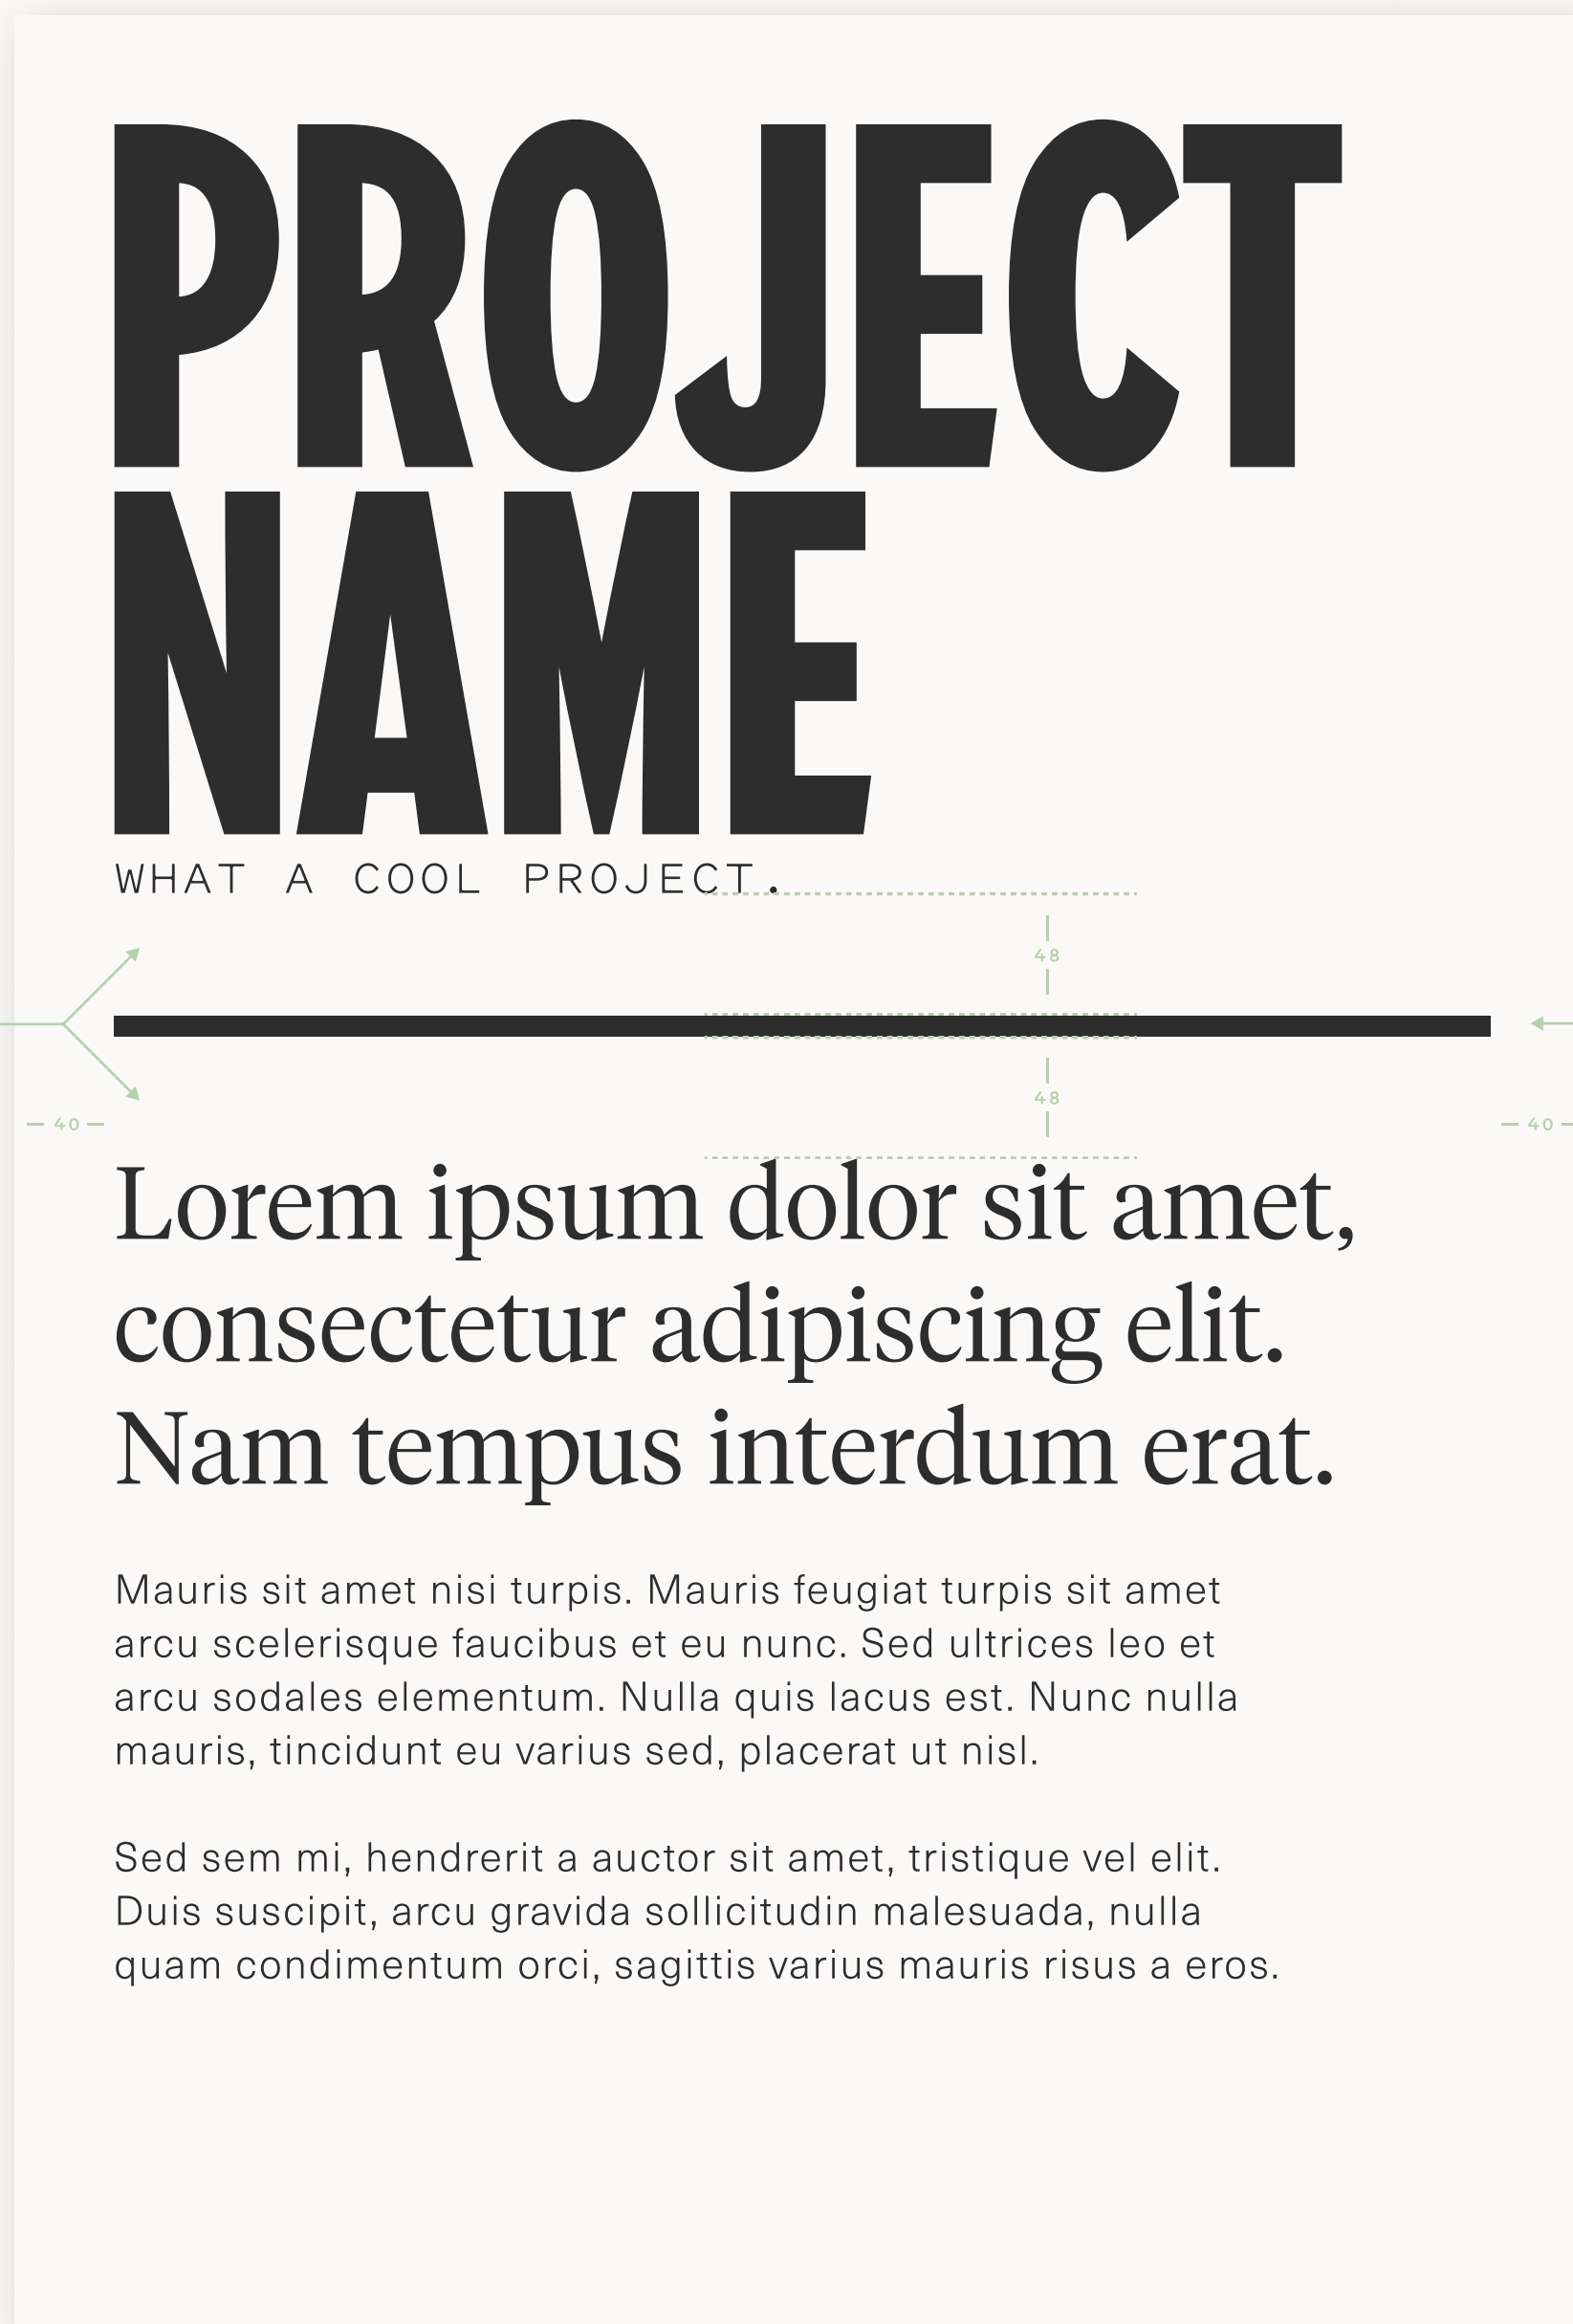 PROJECT
NAME
WHAT A COOL PROJECT.
48
48
40
40
Lorem ipsum dolor sit amet,
consectetur adipiscing elit.
Nam tempus interdum erat.
Mauris sit amet nisi turpis. Mauris feugiat turpis sit amet
arcu scelerisque faucibus et eu nunc. Sed ultrices leo et
arcu sodales elementum. Nulla quis lacus est. Nunc nulla
mauris, tincidunt eu varius sed, placerat ut nisl.
Sed sem mi, hendrerit a auctor sit amet, tristique vel elit.
Duis suscipit, arcu gravida sollicitudin malesuada, nulla
quam condimentum orci, sagittis varius mauris risus a eros.